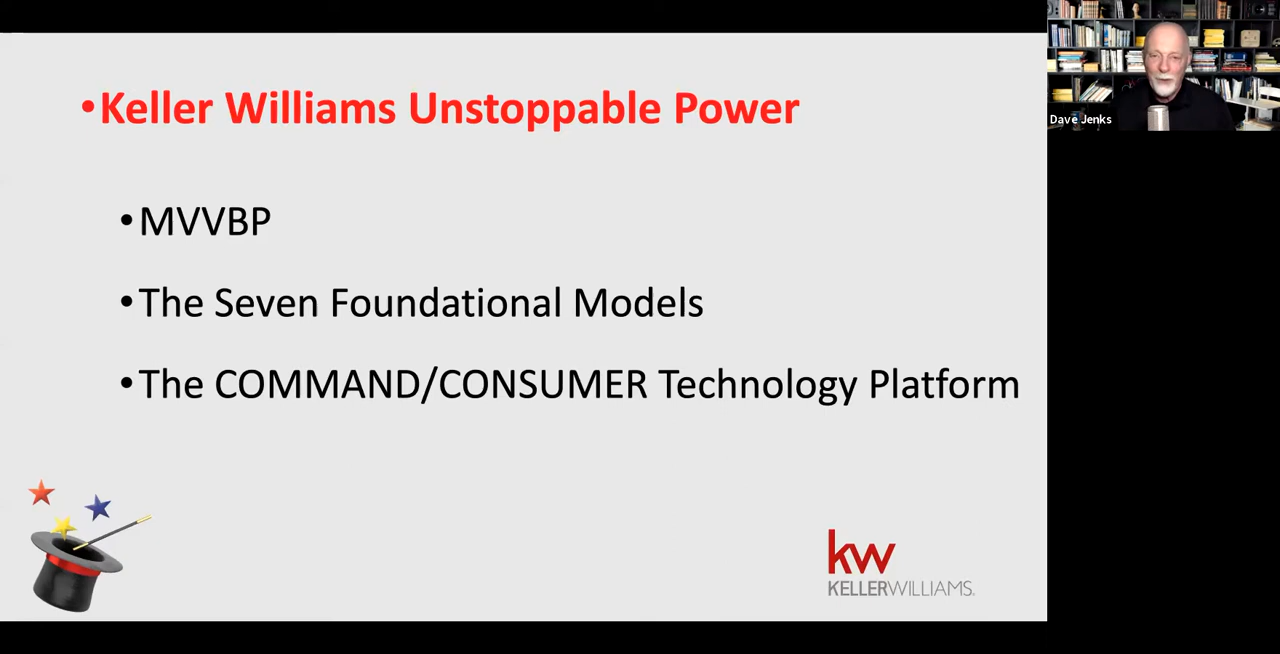 •Keller Williams Unstoppable Power
•MVVBP
•The Seven Foundational Models
•The COMMAND/CONSUMER Technology Platform
kw
KELLERWILLIAMS.
Dave Jenks